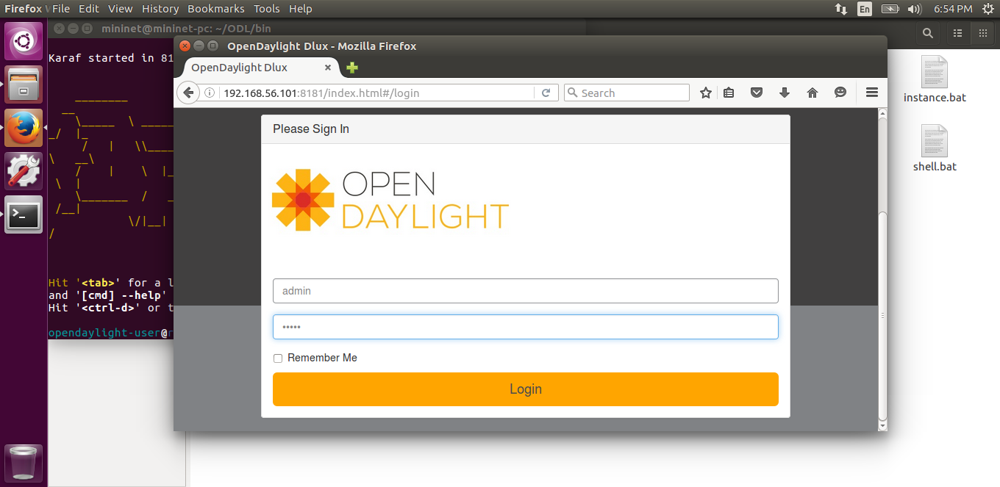 Firefox File Edit View History Bookmarks Tools Help
En
6:54 PM
mininet@mininet-pc: ~/ODL/bin
OpenDaylight Dlux - Mozilla Firefox
OpenDaylight Dlux
192.168.56.101:8181/index.html#/login
Search
Karaf started in 81
Hit '<tab>' for a l
and '[cmd] --help'
Hit '<ctrl-d>' or t
opendaylight-user@r
Please Sign In
OPEN
DAYLIGHT
admin
•••••
Remember Me
Login
instance.bat
shell.bat